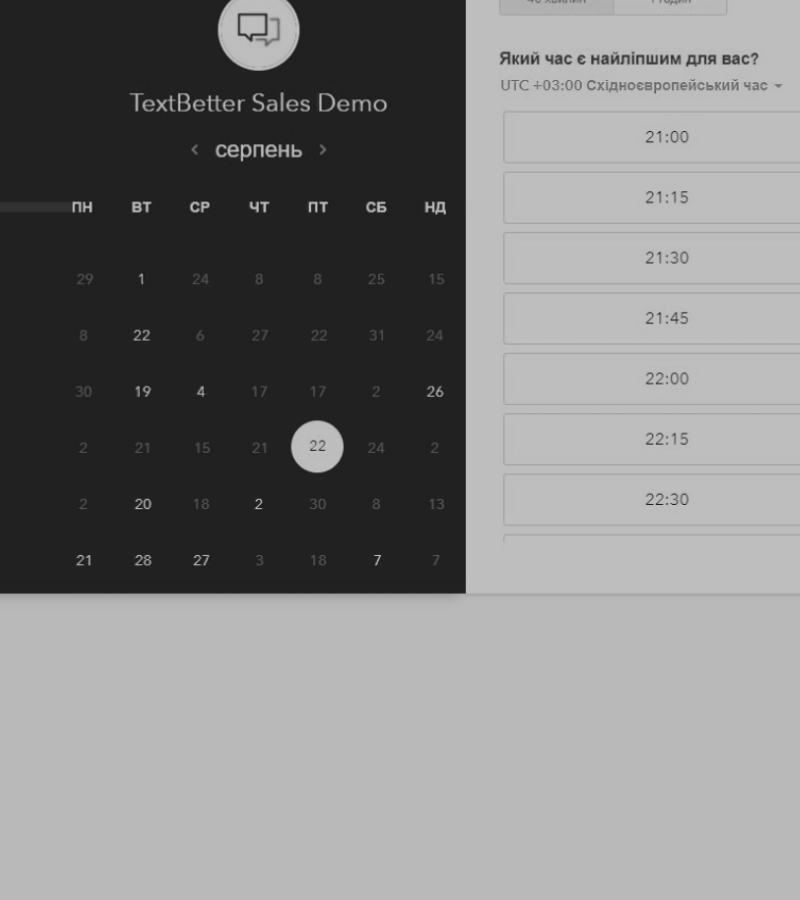 TextBetter Sales Demo
серпень
ПН ВТ СР ЧТ ПТ СБ НД
29 1 24 8 8 25 15
8 22 6 27 22 31 24
30 19 4 17 17 2 26
2 21 15 21 22 24 2
2 20 18 2 30 8 13
21 28 27 3 18 7 7
Який час є найліпшим для вас?
UTC +03:00 Східноєвропейський час
21:00
21:15
21:30
21:45
22:00
22:15
22:30